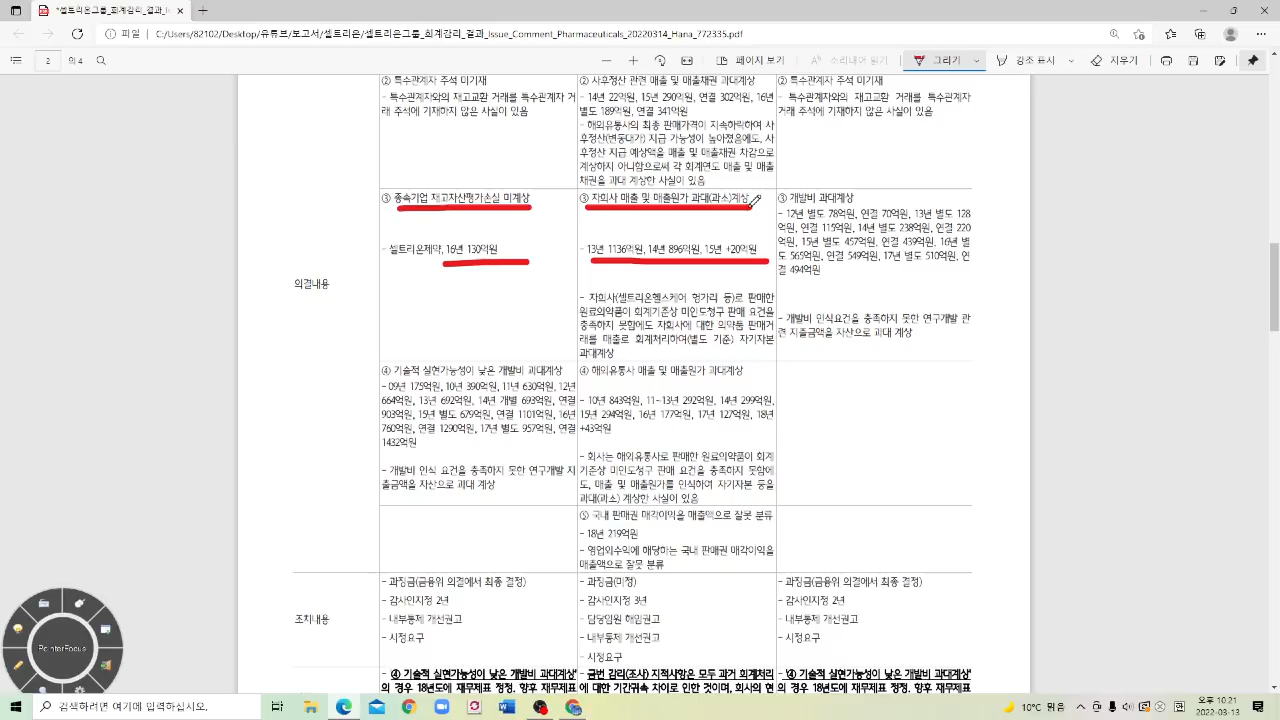 *셀트리온그룹_회계감리_결과_I
파일 | C:/Users/82102/Desktop/유튜브/보고서/셀트리온/셀트리온그룹_회계감리_결과_Issue_Comment_Pharmaceuticals_20220314_Hana_772335.pdf
2 의 4 페이지 보기 소리내어 읽기 그리기 강조 표시 지우기
② 특수관계자 주석 미기재
- 특수관계자와의 재고교환 거래를 특수관계자 거
래 주석에 기재하지 않은 사실이 있음
② 사후정산 관련 매출 및 매출채권 과대계상
- 14년 22억원, 15년 290억원, 연결 302억원, 16년
별도 189억원, 연결 341억원
- 해외유통사의 최종 판매가격이 지속하락하여 사
후정산(변동대가) 지급 가능성이 높아졌음에도, 사
후정산 지급 예상액을 매출 및 매출채권 차감으로
계상하지 아니함으로써 각 회계연도 매출 및 매출
채권을 과대 계상한 사실이 있음
② 특수관계자 주석 미기재
- 특수관계자와의 재고교환 거래를 특수관계자
거래 주석에 기재하지 않은 사실이 있음
의결내용
③ 종속기업 재고자산평가손실 미계상
- 셀트리온제약, 16년 130억원
③ 자회사 매출 및 매출원가 과대(과소)계상
- 13년 1136억원, 14년 896억원, 15년 +20억원
- 자회사(셀트리온헬스케어 헝가리 등)로 판매한
원료의약품이 회계기준상 미인도청구 판매 요건을
충족하지 못함에도 자회사에 대한 의약품 판매거
래를 매출로 회계처리하여(별도 기준) 자기자본
과대계상
③ 개발비 과대계상
- 12년 별도 78억원, 연결 70억원, 13년 별도 128
억원, 연결 115억원, 14년 별도 238억원, 연결 220
억원, 15년 별도 457억원, 연결 439억원, 16년 별
도 565억원, 연결 549억원, 17년 별도 510억원, 연
결 494억원
- 개발비 인식요건을 충족하지 못한 연구개발 관
련 지출금액을 자산으로 과대 계상
④ 기술적 실현가능성이 낮은 개발비 과대계상
- 09년 175억원, 10년 390억원, 11년 630억원, 12년
664억원, 13년 692억원, 14년 개별 693억원, 연결
903억원, 15년 별도 679억원, 연결 1101억원, 16년
760억원, 연결 1290억원, 17년 별도 957억원, 연결
1432억원
- 개발비 인식 요건을 충족하지 못한 연구개발 지
출금액을 자산으로 과대 계상
④ 해외유통사 매출 및 매출원가 과대계상
- 10년 843억원, 11~13년 292억원, 14년 299억원,
15년 294억원, 16년 177억원, 17년 127억원, 18년
+43억원
- 회사는 해외유통사로 판매한 원료의약품이 회계
기준상 미인도청구 판매 요건을 충족하지 못함에
도, 매출 및 매출원가를 인식하여 자기자본 등을
과대(과소) 계상한 사실이 있음
⑤ 국내 판매권 매각이익을 매출액으로 잘못 분류
- 18년 219억원
- 영업외수익에 해당하는 국내 판매권 매각이익을
매출액으로 잘못 분류
조치내용
- 과징금(금융위 의결에서 최종 결정)
- 감사인지정 2년
- 내부통제 개선권고
- 시정요구
- 과징금(미정)
- 감사인지정 3년
- 담당임원 해임권고
- 내부통제 개선권고
- 시정요구
- 과징금(금융위 의결에서 최종 결정)
- 감사인지정 2년
- 내부통제 개선권고
- 시정요구
- ④ 기술적 실현가능성이 낮은 개발비 과대계상'
의 경우 18년도에 재무제표 정정. 향후 재무제표
- 금번 감리(조사) 지적사항은 모두 과거 회계처리
에 대한 기간귀속 차이로 인한 것이며, 회사의 현
- '④ 기술적 실현가능성이 낮은 개발비 과대계상'
의 경우 18년도에 재무제표 정정. 향후 재무제표
PointerFocus
검색하려면 여기에 입력하십시오.
10°C 맑음
오후 10:21
2022-03-13